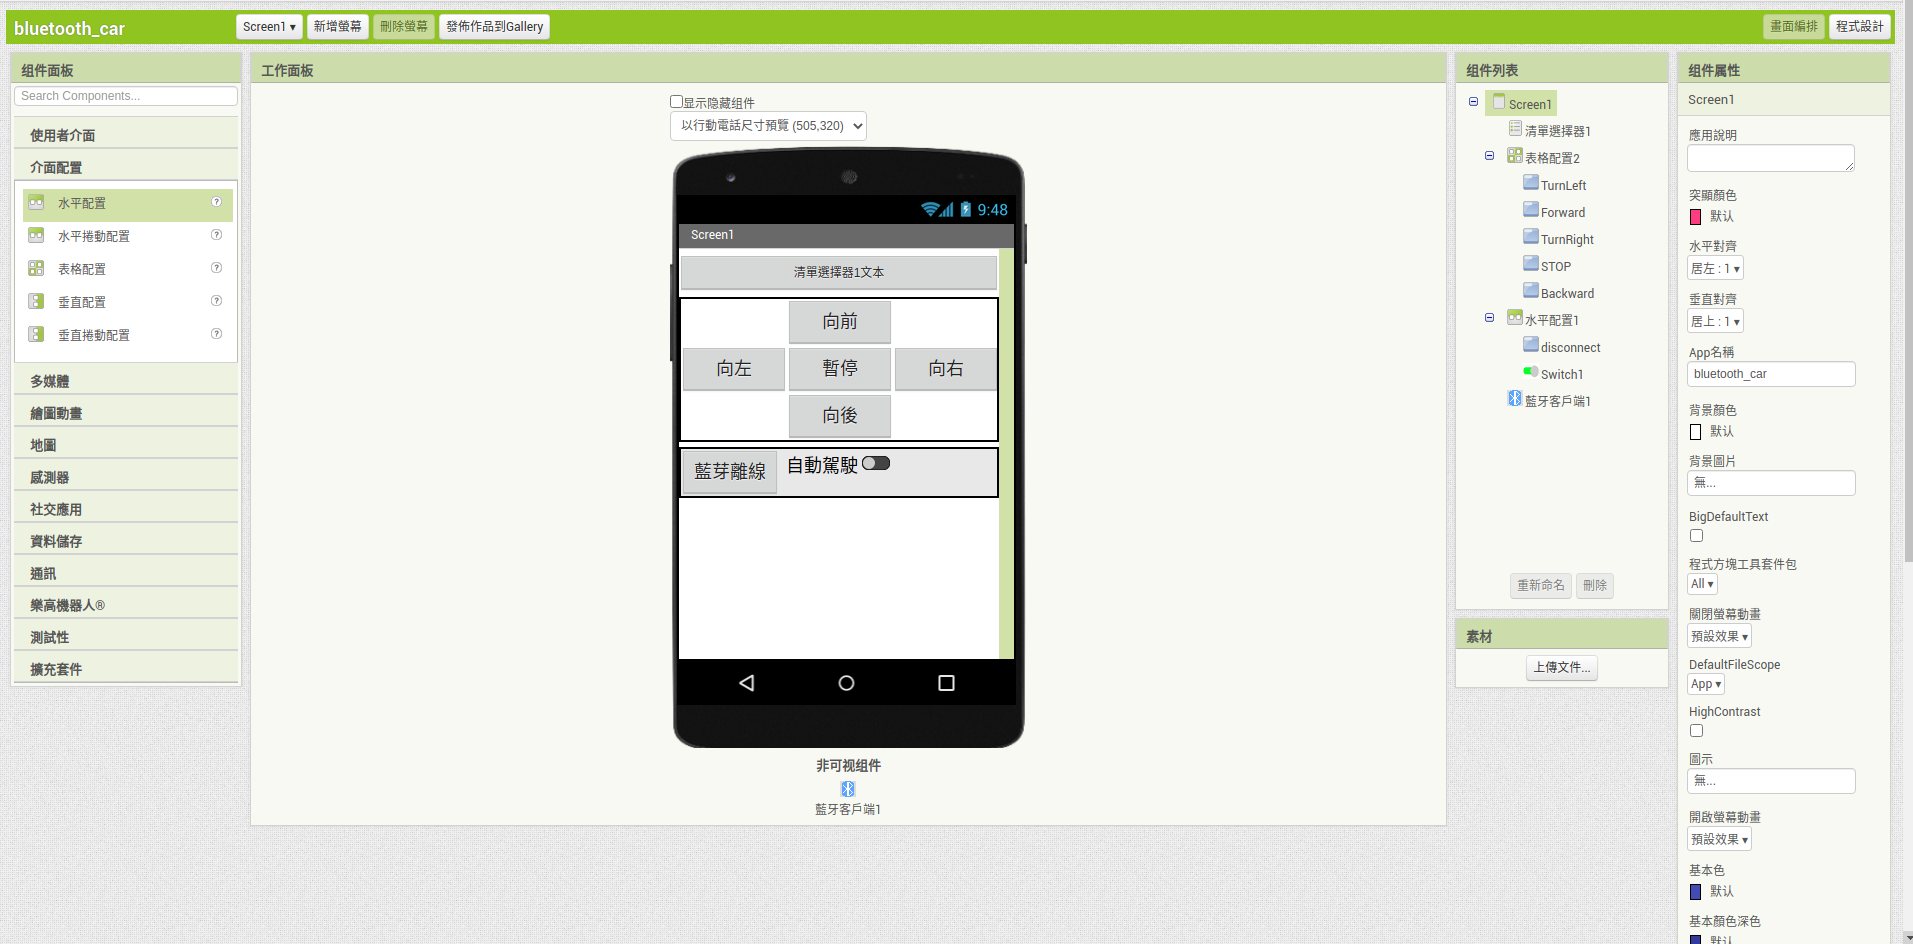 bluetooth_car
Screen1 ▾
新增螢幕
刪除螢幕
發佈作品到Gallery
畫面編排
程式設計
组件面板
Search Components...
使用者介面
介面配置
水平配置
?
水平捲動配置
?
表格配置
?
垂直配置
?
垂直捲動配置
?
多媒體
繪圖動畫
地圖
感測器
社交應用
資料儲存
通訊
樂高機器人®
測試性
擴充套件
工作面板
显示隐藏组件
以行動電話尺寸預覽 (505,320)
9:48
Screen1
清單選擇器1文本
向前
向左
暫停
向右
向後
藍芽離線
自動駕駛
非可视组件
藍牙客戶端1
组件列表
Screen1
清單選擇器1
表格配置2
TurnLeft
Forward
TurnRight
STOP
Backward
水平配置1
disconnect
Switch1
藍牙客戶端1
重新命名
刪除
素材
上傳文件...
组件属性
Screen1
應用說明
突顯顏色
默认
水平對齊
居左 : 1 ▾
垂直對齊
居上 : 1 ▾
App名稱
bluetooth_car
背景顏色
默认
背景圖片
無...
BigDefaultText
程式方塊工具套件包
All ▾
關閉螢幕動畫
預設效果 ▾
DefaultFileScope
App ▾
HighContrast
圖示
無...
開啟螢幕動畫
預設效果 ▾
基本色
默认
基本顏色深色
默认